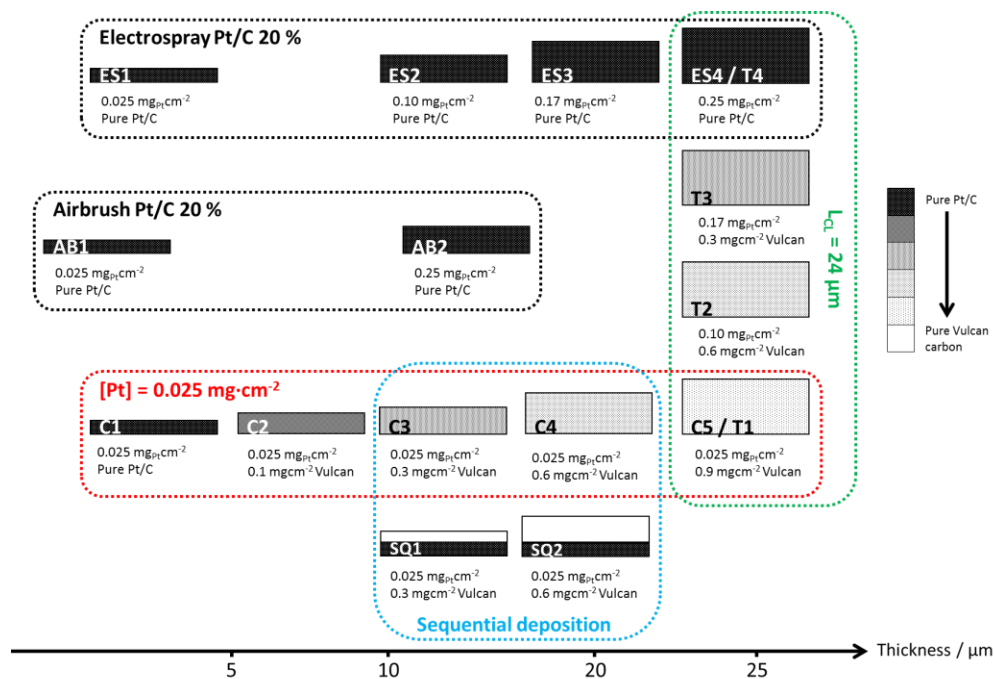 Electrospray Pt/C 20 %
ES1
ES2
ES3
ES4 / T4
0.025 mgPtcm-2
Pure Pt/C
0.10 mgPtcm-2
Pure Pt/C
0.17 mgPtcm-2
Pure Pt/C
0.25 mgPtcm-2
Pure Pt/C
T3
0.17 mgPtcm-2
0.3 mgcm-2 Vulcan
Airbrush Pt/C 20 %
AB1
AB2
0.025 mgPtcm-2
Pure Pt/C
0.25 mgPtcm-2
Pure Pt/C
T2
0.10 mgPtcm-2
0.6 mgcm-2 Vulcan
LCL = 24 µm
Pure Pt/C
Pure Vulcan
carbon
[Pt] = 0.025 mg·cm-2
C1
C2
C3
C4
C5 / T1
0.025 mgPtcm-2
Pure Pt/C
0.025 mgPtcm-2
0.1 mgcm-2 Vulcan
0.025 mgPtcm-2
0.3 mgcm-2 Vulcan
0.025 mgPtcm-2
0.6 mgcm-2 Vulcan
0.025 mgPtcm-2
0.9 mgcm-2 Vulcan
SQ1
SQ2
0.025 mgPtcm-2
0.3 mgcm-2 Vulcan
0.025 mgPtcm-2
0.6 mgcm-2 Vulcan
Sequential deposition
Thickness / µm
5
10
20
25